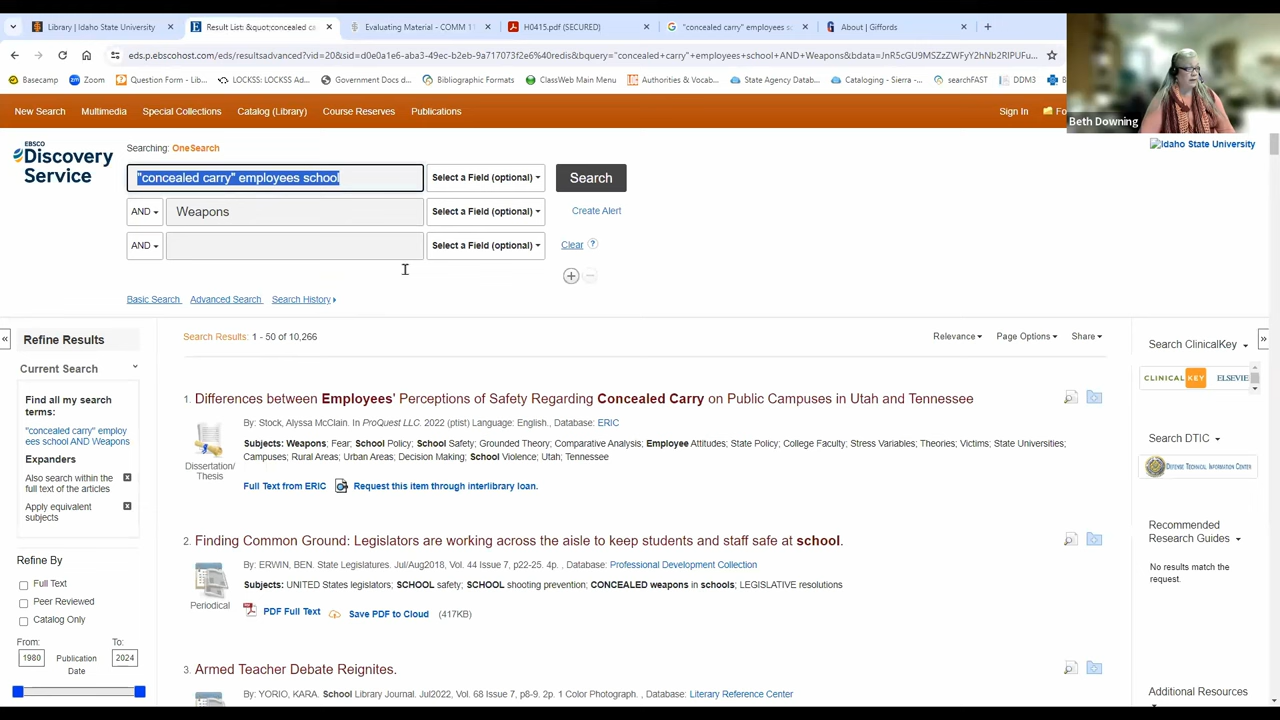 Library | Idaho State University
Result List: &quot;concealed ca
Evaluating Material - COMM 1
H0415.pdf (SECURED)
"concealed carry" employees s
About | Giffords
eds.p.ebscohost.com/eds/resultsadvanced?vid=20&sid=
Basecamp
Zoom
Question Form - Lib...
LOCKSS: LOCKSS Ad...
Government Docs d...
Bibliographic Formats
ClassWeb Main Menu
Authorities & Vocab...
State Agency Datab...
Cataloging - Sierra -...
searchFAST
DDM3
New Search
Multimedia
Special Collections
Catalog (Library)
Course Reserves
Publications
Sign In
Fo
Beth Downing
EBSCO
Discovery
Service
Searching: OneSearch
Idaho State University
"concealed carry" employees school
Select a Field (optional)
Search
AND
Weapons
Select a Field (optional)
Create Alert
AND
Select a Field (optional)
Clear
?
Basic Search
Advanced Search
Search History
Refine Results
Current Search
Find all my search
terms:
"concealed carry" employ
ees school AND Weapons
Expanders
Also search within the
full text of the articles
Apply equivalent
subjects
Refine By
Full Text
Peer Reviewed
Catalog Only
From:
To:
1980
Publication
Date
2024
Search Results: 1 - 50 of 10,266
Relevance
Page Options
Share
1. Differences between Employees' Perceptions of Safety Regarding Concealed Carry on Public Campuses in Utah and Tennessee
By: Stock, Alyssa McClain. In ProQuest LLC. 2022 (ptist) Language: English., Database: ERIC
Subjects: Weapons; Fear; School Policy; School Safety; Grounded Theory; Comparative Analysis; Employee Attitudes; State Policy; College Faculty; Stress Variables; Theories; Victims; State Universities;
Campuses; Rural Areas; Urban Areas; Decision Making; School Violence; Utah; Tennessee
Dissertation/
Thesis
Full Text from ERIC
Request this item through interlibrary loan.
2. Finding Common Ground: Legislators are working across the aisle to keep students and staff safe at school.
By: ERWIN, BEN. State Legislatures. Jul/Aug2018, Vol. 44 Issue 7, p22-25. 4p. , Database: Professional Development Collection
Subjects: UNITED States legislators; SCHOOL safety; SCHOOL shooting prevention; CONCEALED weapons in schools; LEGISLATIVE resolutions
Periodical
PDF Full Text
Save PDF to Cloud
(417KB)
3. Armed Teacher Debate Reignites.
By: YORIO, KARA. School Library Journal. Jul2022, Vol. 68 Issue 7, p8-9. 2p. 1 Color Photograph. , Database: Literary Reference Center
Search ClinicalKey
CLINICAL KEY
ELSEVIE
Search DTIC
DEFENSE TECHNICAL INFORMATION CENTER
Recommended
Research Guides
No results match the
request.
Additional Resources